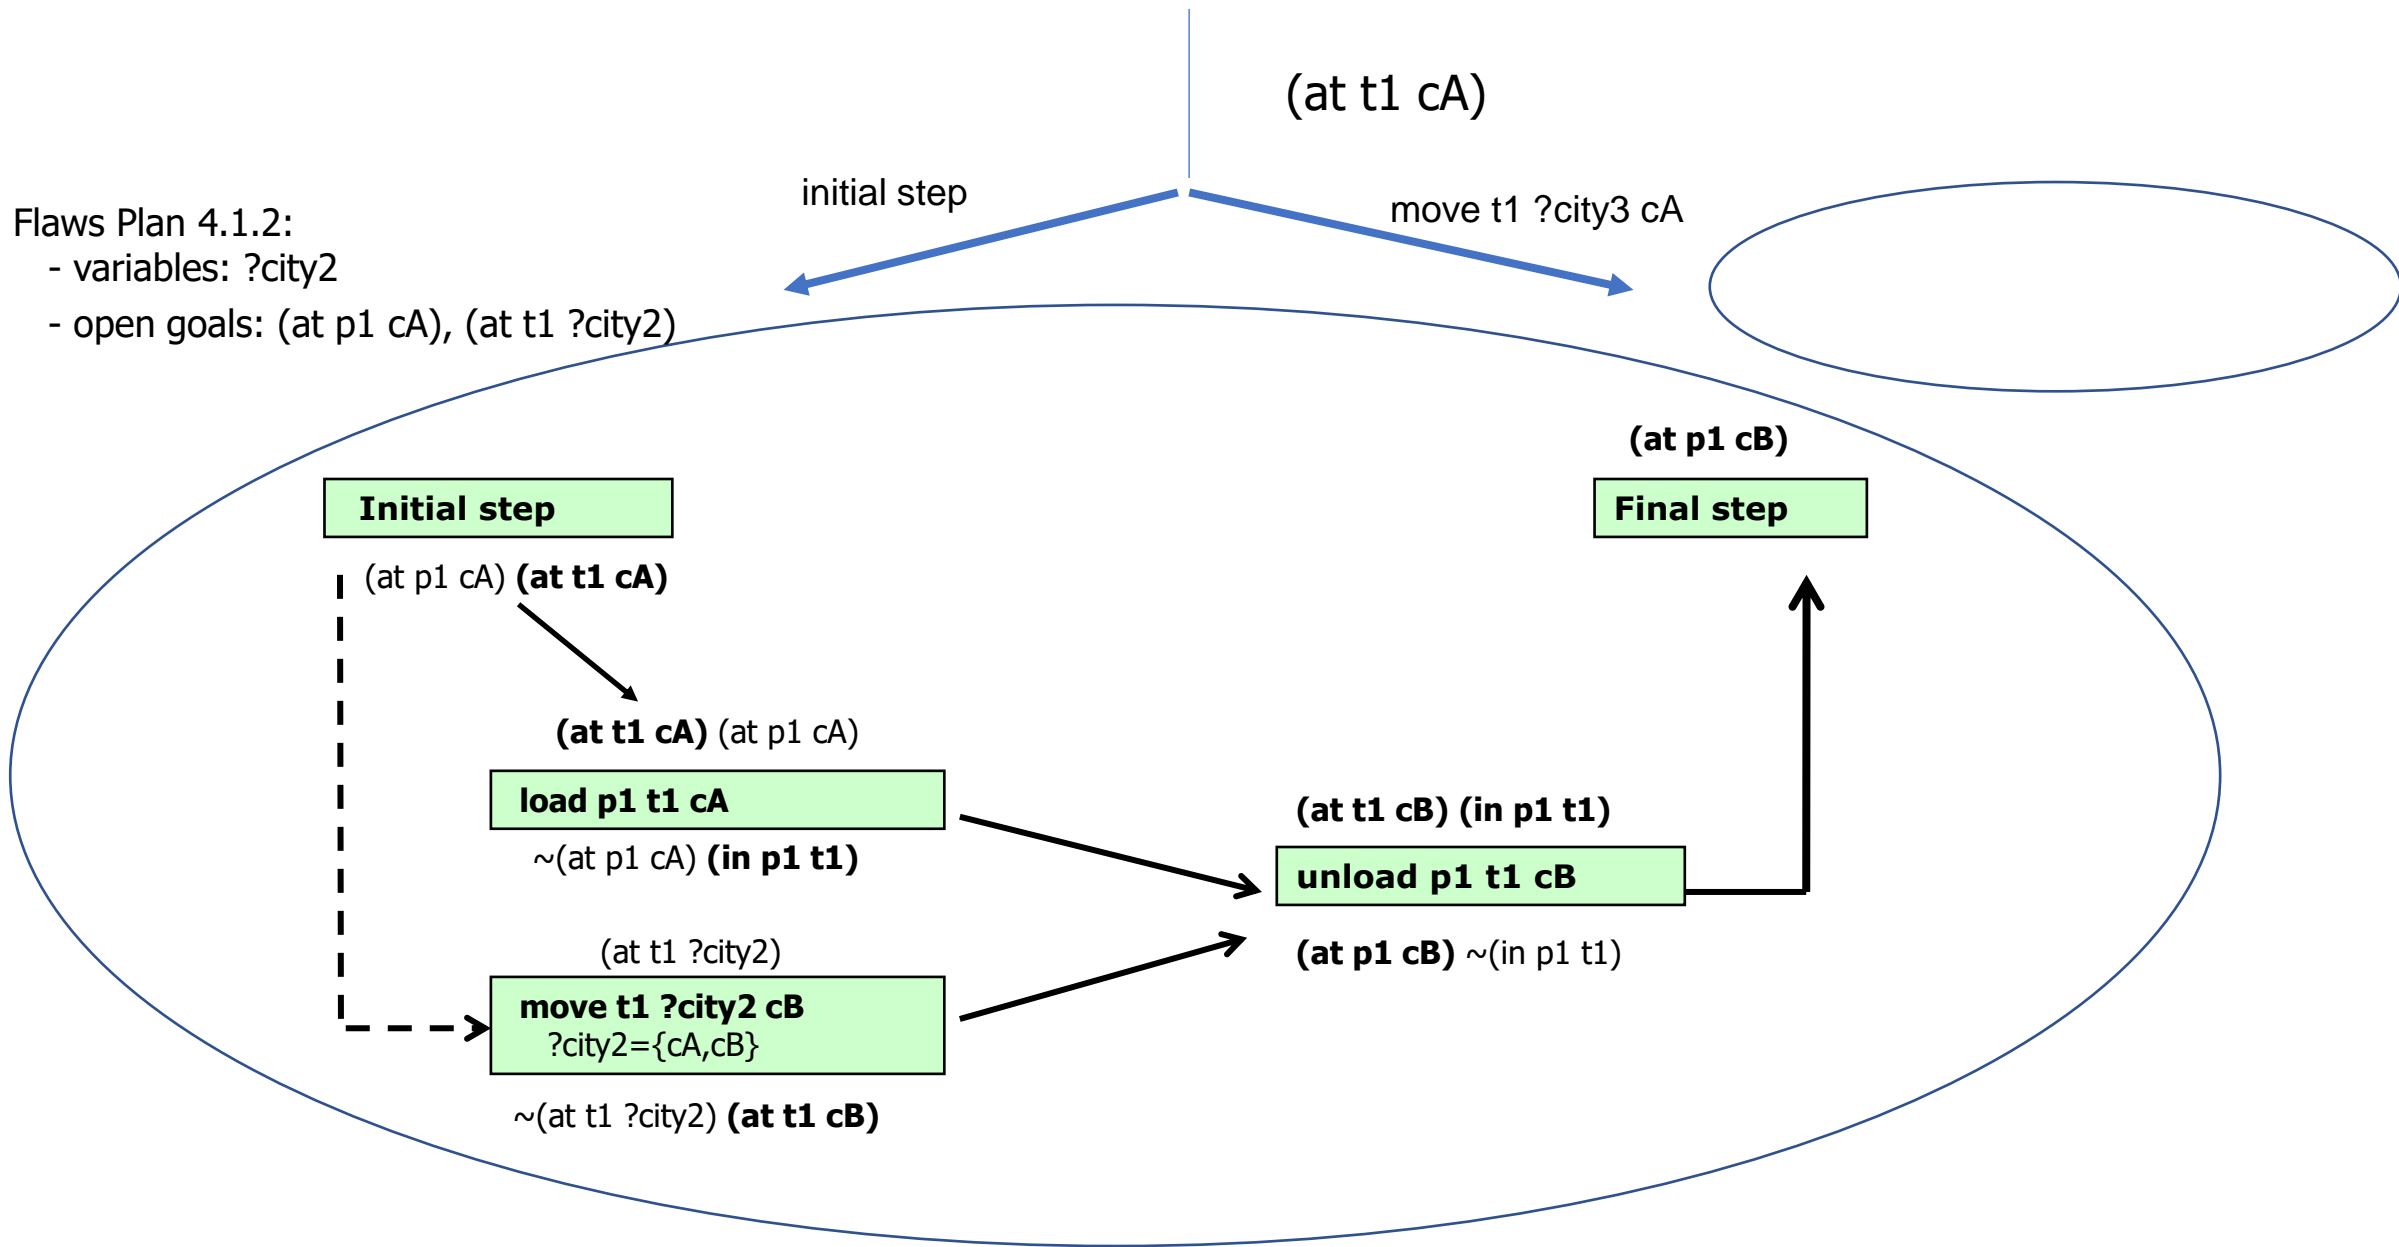 (at t1 cA)
initial step
move t1 ?city3 cA
Flaws Plan 4.1.2:
- variables: ?city2
- open goals: (at p1 cA), (at t1 ?city2)
(at p1 cB)
Initial step
Final step
(at p1 cA) (at t1 cA)
(at t1 cA) (at p1 cA)
load p1 t1 cA
~(at p1 cA) (in p1 t1)
(at t1 cB) (in p1 t1)
unload p1 t1 cB
(at p1 cB) ~(in p1 t1)
(at t1 ?city2)
move t1 ?city2 cB
?city2={cA,cB}
~(at t1 ?city2) (at t1 cB)